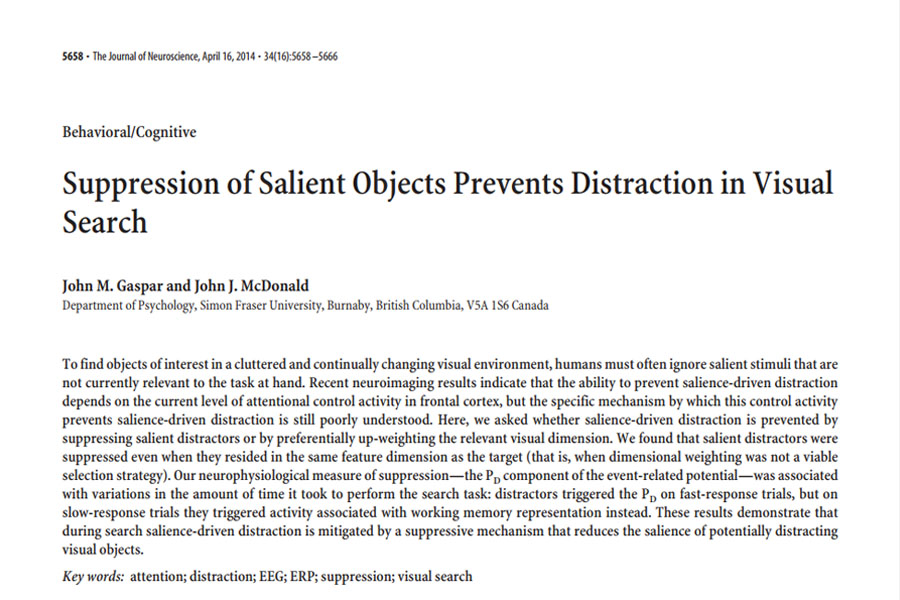 5658 • The Journal of Neuroscience, April 16, 2014 • 34(16):5658–5666
Behavioral/Cognitive
Suppression of Salient Objects Prevents Distraction in Visual
Search
John M. Gaspar and John J. McDonald
Department of Psychology, Simon Fraser University, Burnaby, British Columbia, V5A 1S6 Canada
To find objects of interest in a cluttered and continually changing visual environment, humans must often ignore salient stimuli that are
not currently relevant to the task at hand. Recent neuroimaging results indicate that the ability to prevent salience-driven distraction
depends on the current level of attentional control activity in frontal cortex, but the specific mechanism by which this control activity
prevents salience-driven distraction is still poorly understood. Here, we asked whether salience-driven distraction is prevented by
suppressing salient distractors or by preferentially up-weighting the relevant visual dimension. We found that salient distractors were
suppressed even when they resided in the same feature dimension as the target (that is, when dimensional weighting was not a viable
selection strategy). Our neurophysiological measure of suppression—the PD component of the event-related potential—was associated
with variations in the amount of time it took to perform the search task: distractors triggered the PD on fast-response trials, but on
slow-response trials they triggered activity associated with working memory representation instead. These results demonstrate that
during search salience-driven distraction is mitigated by a suppressive mechanism that reduces the salience of potentially distracting
visual objects.
Key words: attention; distraction; EEG; ERP; suppression; visual search